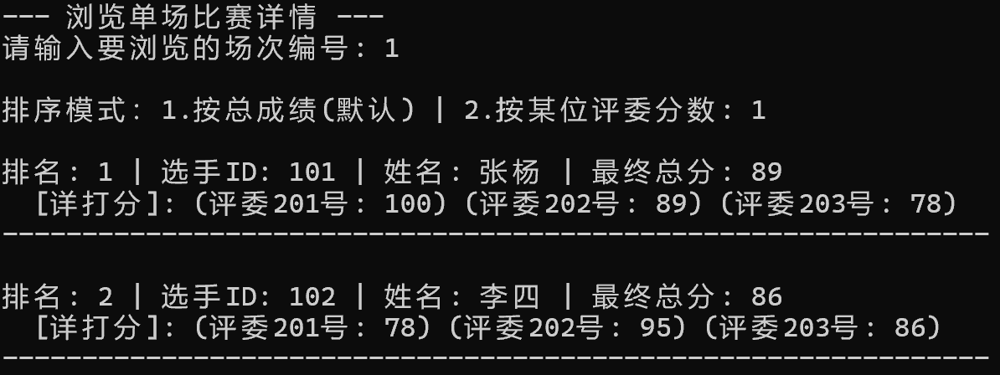 --- 浏览单场比赛详情 ---
请输入要浏览的场次编号: 1
排序模式: 1.按总成绩(默认) | 2.按某位评委分数: 1
排名: 1 | 选手ID: 101 | 姓名: 张杨 | 最终总分: 89
[详打分]: (评委201号: 100) (评委202号: 89) (评委203号: 78)
------------------------------------------------------------
排名: 2 | 选手ID: 102 | 姓名: 李四 | 最终总分: 86
[详打分]: (评委201号: 78) (评委202号: 95) (评委203号: 86)
------------------------------------------------------------